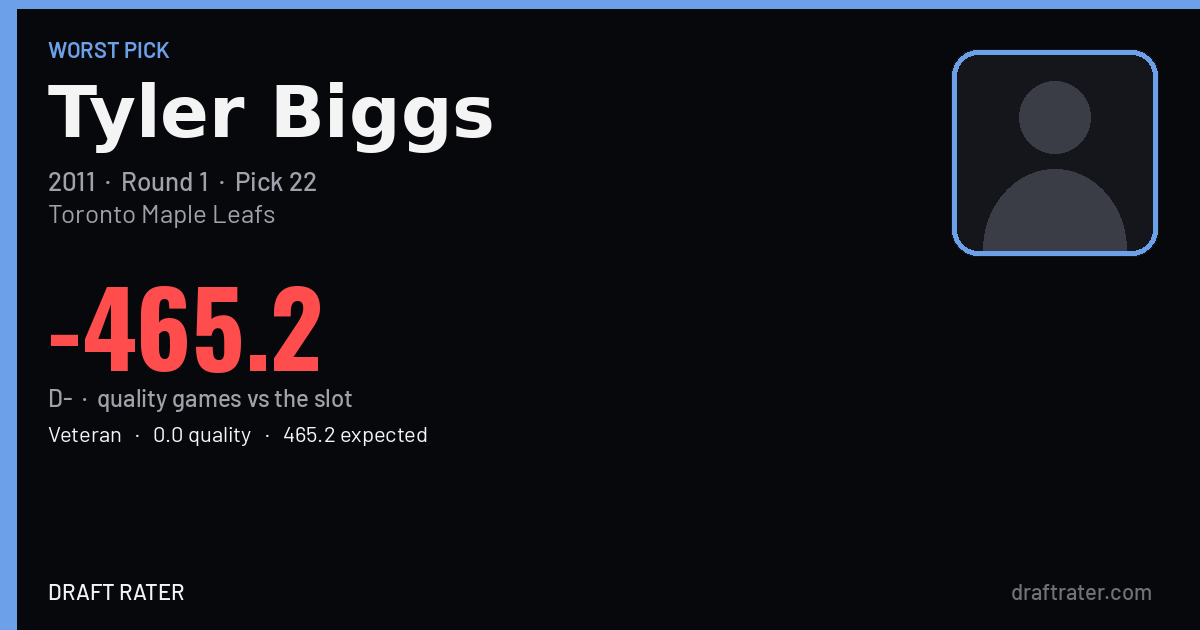 WORST PICK
Tyler Biggs
2011 · Round 1 · Pick 22
Toronto Maple Leafs
-465.2
D- · quality games vs the slot
Veteran · 0.0 quality · 465.2 expected
DRAFT RATER
draftrater.com